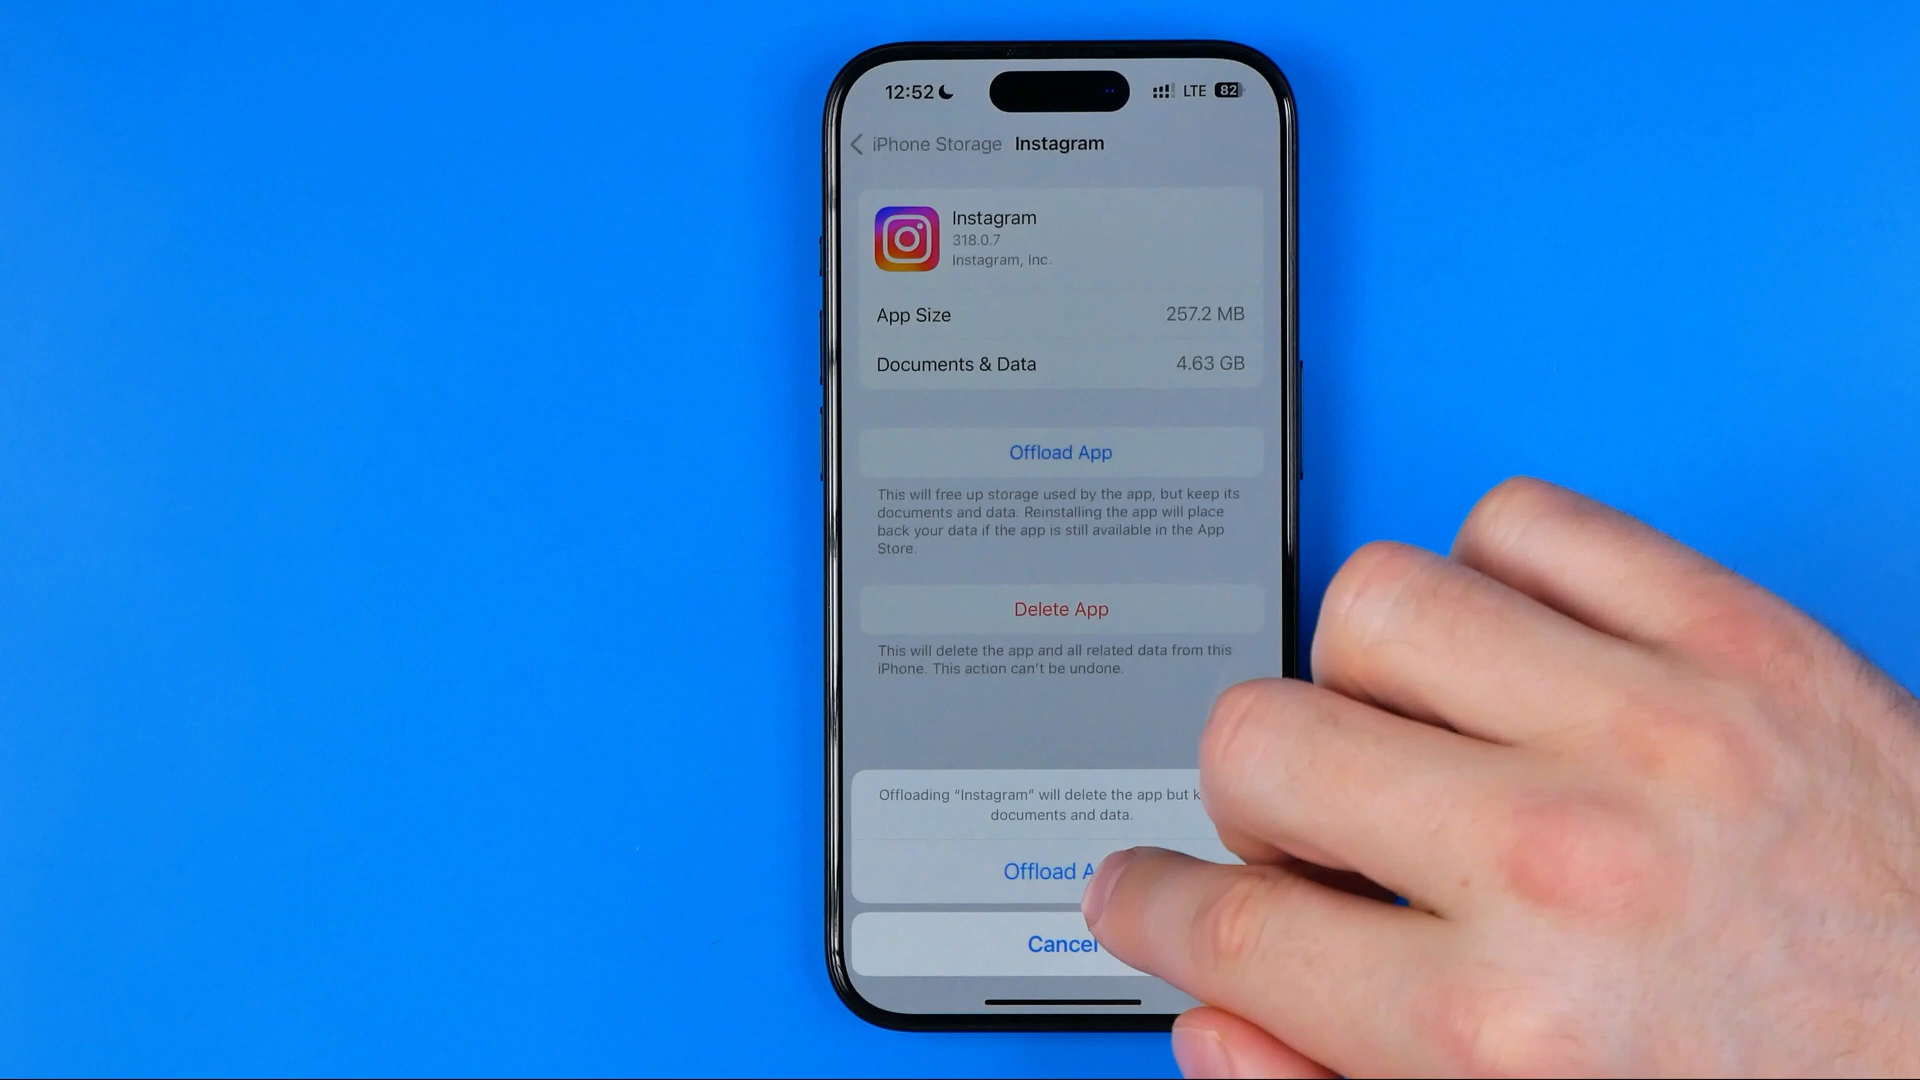 12:52 LTE 82
iPhone Storage Instagram
Instagram
318.0.7
Instagram, Inc.
App Size 257.2 MB
Documents & Data 4.63 GB
Offload App
This will free up storage used by the app, but keep its
documents and data. Reinstalling the app will place
back your data if the app is still available in the App
Store.
Delete App
This will delete the app and all related data from this
iPhone. This action can't be undone.
Offloading “Instagram” will delete the app but
documents and data.
Offload
Cancel